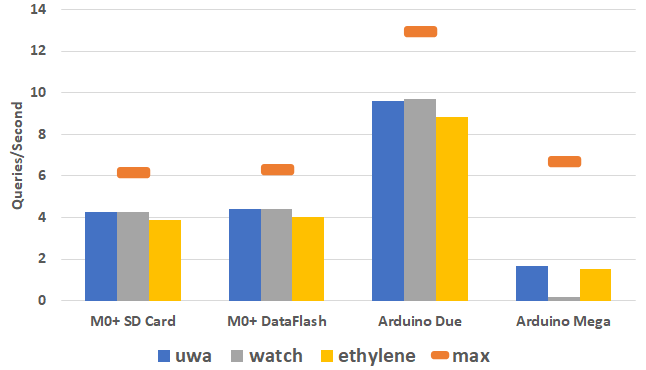 14
12
10
8
6
4
2
0
Queries/Second
M0+ SD Card
M0+ DataFlash
Arduino Due
Arduino Mega
uwa
watch
ethylene
max